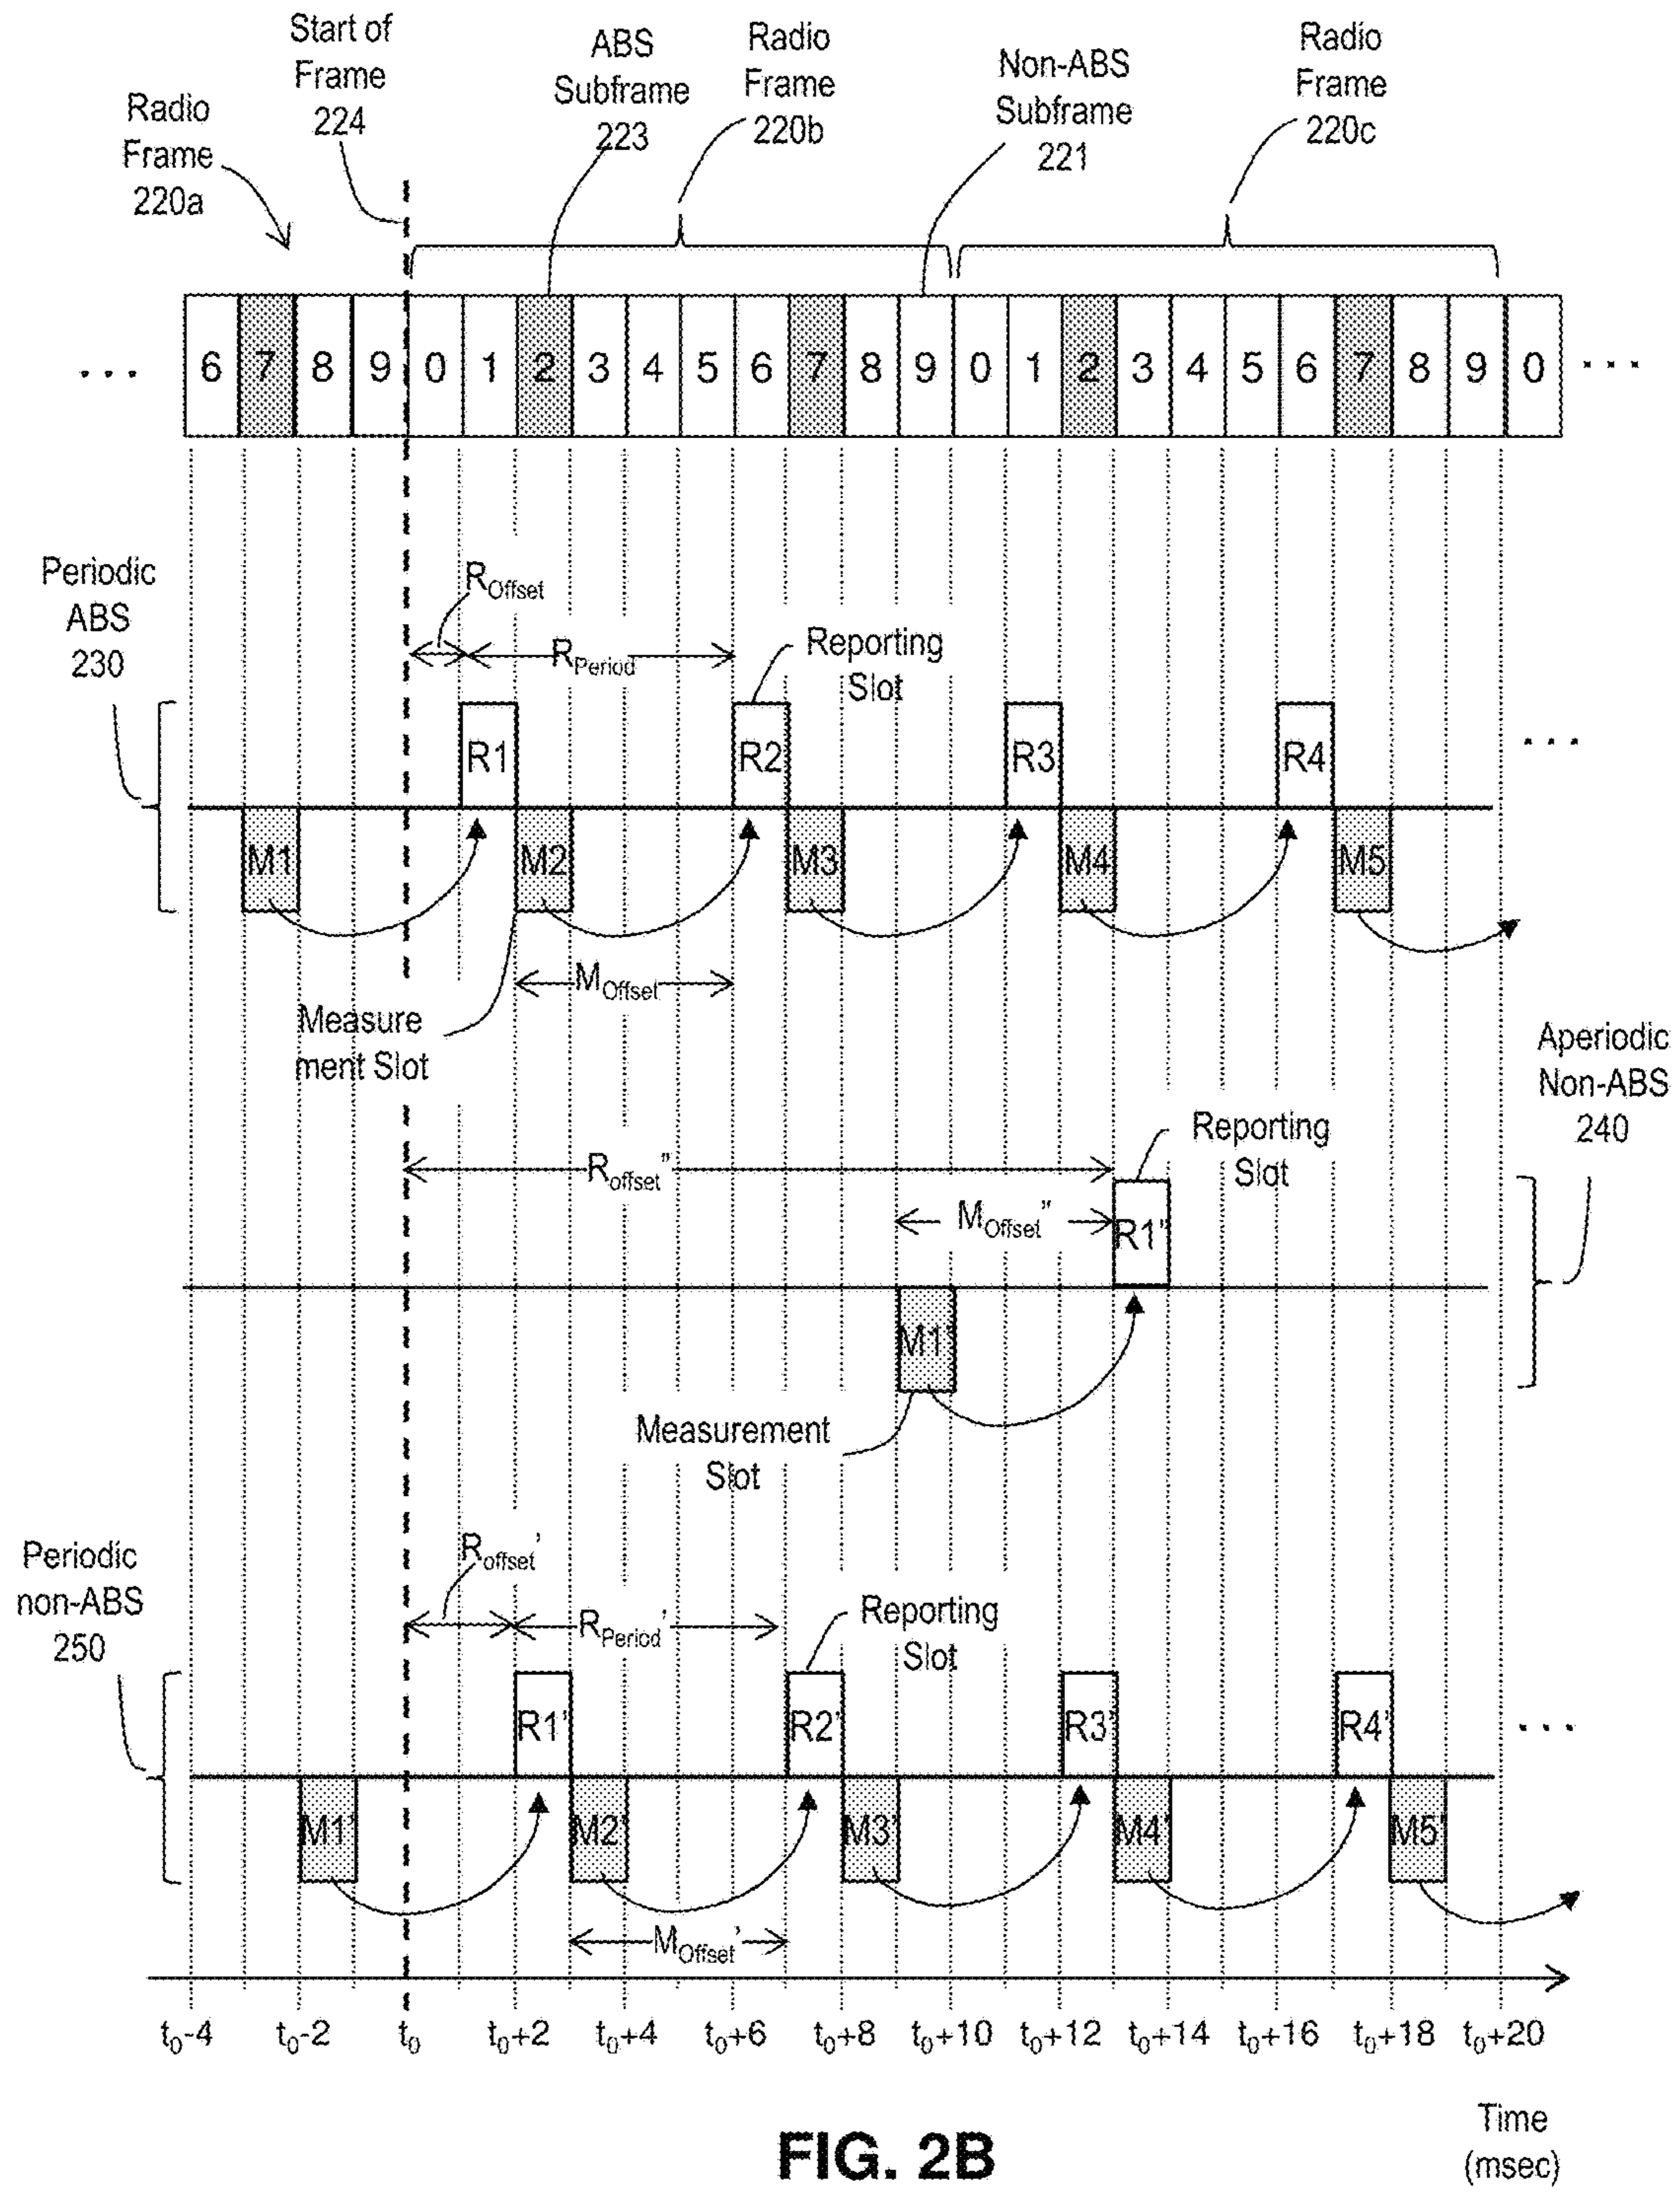 Start of
Frame
224
ABS
Subframe
223
Radio
Frame
220b
Non-ABS
Subframe
221
Radio
Frame
220c
Radio
Frame
220a
... 6 7 8 9 0 1 2 3 4 5 6 7 8 9 0 1 2 3 4 5 6 7 8 9 0 ...
Periodic
ABS
230
ROffset
RPeriod
Reporting
Slot
R1 R2 R3 R4 ...
M1 M2 M3 M4 M5
MOffset
Measure
ment Slot
Aperiodic
Non-ABS
240
Reporting
Slot
Roffset”
MOffset”
R1”
M1”
Measurement
Slot
Periodic
non-ABS
250
Roffset’
RPeriod’
Reporting
Slot
R1’ R2’ R3’ R4’ ...
M1’ M2’ M3’ M4’ M5’
MOffset’
t0-4 t0-2 t0 t0+2 t0+4 t0+6 t0+8 t0+10 t0+12 t0+14 t0+16 t0+18 t0+20
Time
(msec)
FIG. 2B